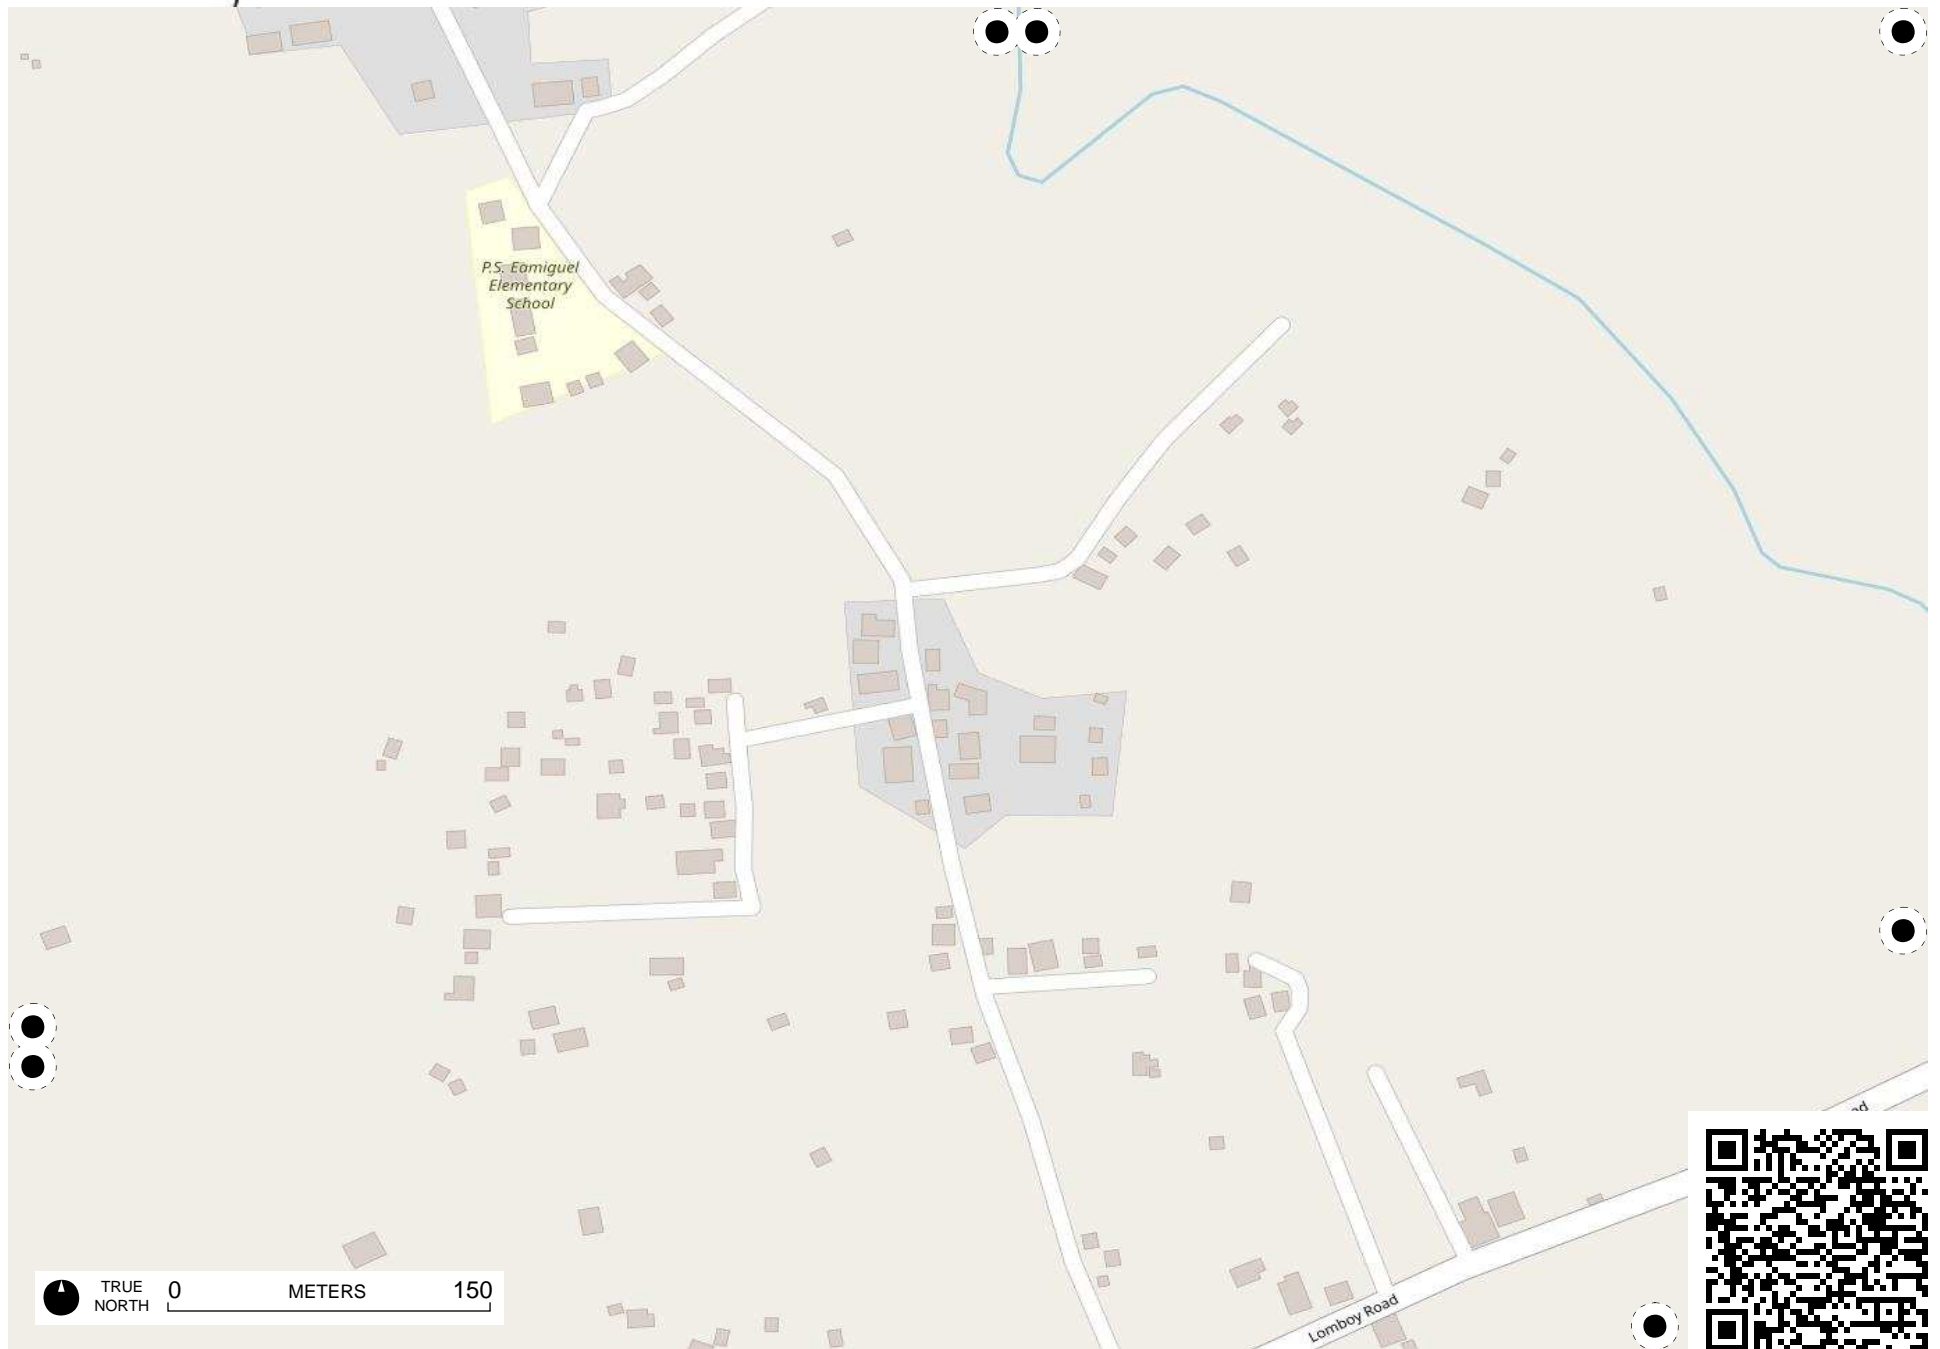 P.S. Eamiguel
Elementary
School
TRUE
NORTH
0
METERS
150
Lomboy Road